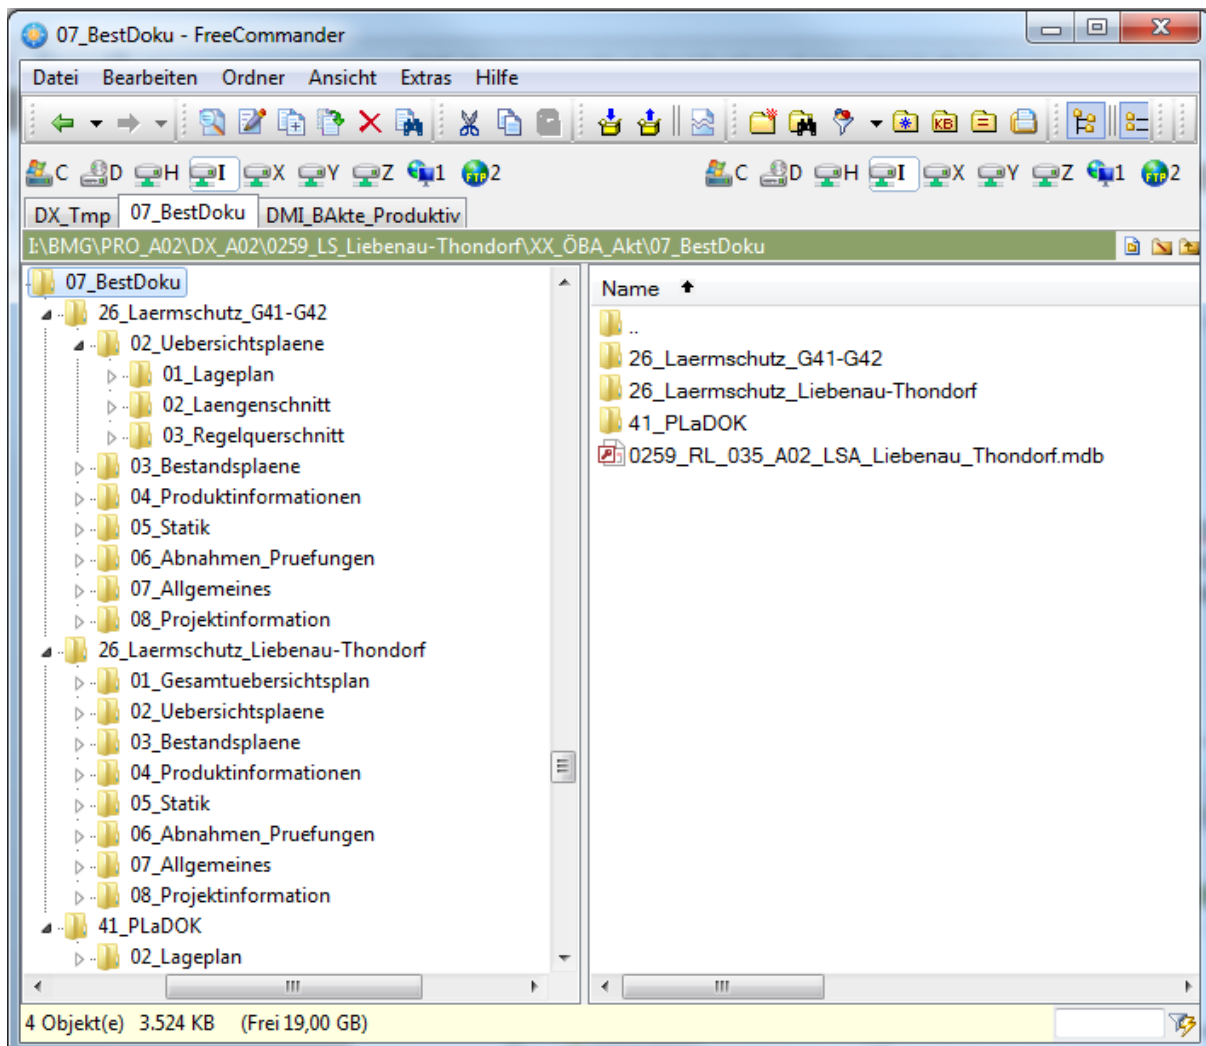 07_BestDoku - FreeCommander
Datei Bearbeiten Ordner Ansicht Extras Hilfe
KB
C D H I X Y Z 1 FTP 2 C D H I X Y Z 1 FTP 2
DX_Tmp 07_BestDoku DMI_BAkte_Produktiv
I:\BMG\PRO_A02\DX_A02\0259_LS_Liebenau-Thondorf\XX_ÖBA_Akt\07_BestDoku
07_BestDoku
26_Laermschutz_G41-G42
02_Uebersichtsplaene
01_Lageplan
02_Laengenschnitt
03_Regelquerschnitt
03_Bestandsplaene
04_Produktinformationen
05_Statik
06_Abnahmen_Pruefungen
07_Allgemeines
08_Projektinformation
26_Laermschutz_Liebenau-Thondorf
01_Gesamtuebersichtsplan
02_Uebersichtsplaene
03_Bestandsplaene
04_Produktinformationen
05_Statik
06_Abnahmen_Pruefungen
07_Allgemeines
08_Projektinformation
41_PLaDOK
02_Lageplan
Name
..
26_Laermschutz_G41-G42
26_Laermschutz_Liebenau-Thondorf
41_PLaDOK
0259_RL_035_A02_LSA_Liebenau_Thondorf.mdb
4 Objekt(e) 3.524 KB (Frei 19,00 GB)